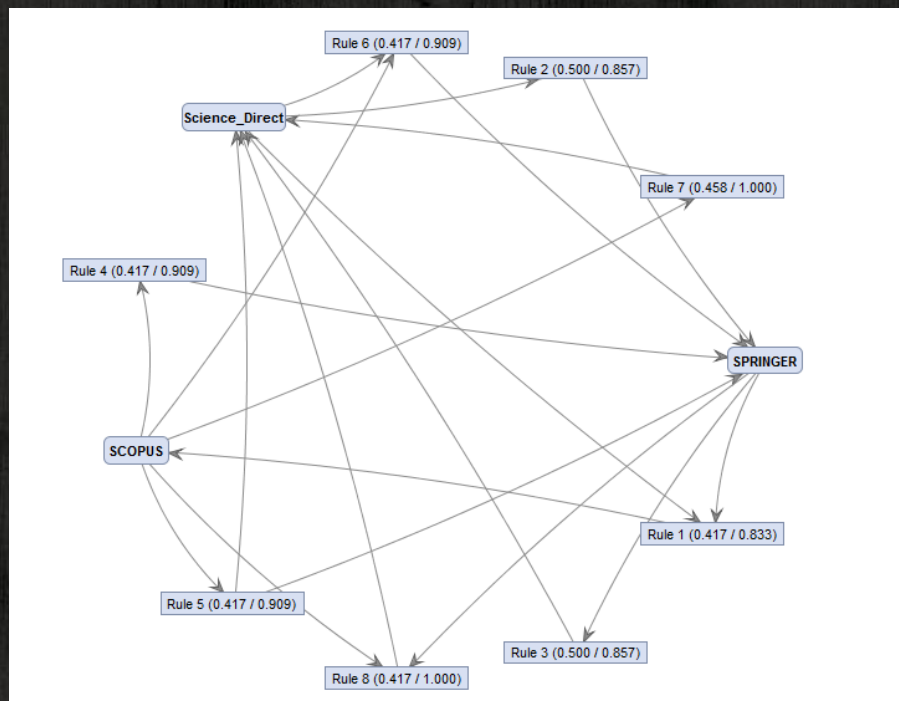 Rule 6 (0.417 / 0.909)
Rule 2 (0.500 / 0.857)
Science_Direct
Rule 7 (0.458 / 1.000)
Rule 4 (0.417 / 0.909)
SPRINGER
SCOPUS
Rule 1 (0.417 / 0.833)
Rule 5 (0.417 / 0.909)
Rule 3 (0.500 / 0.857)
Rule 8 (0.417 / 1.000)